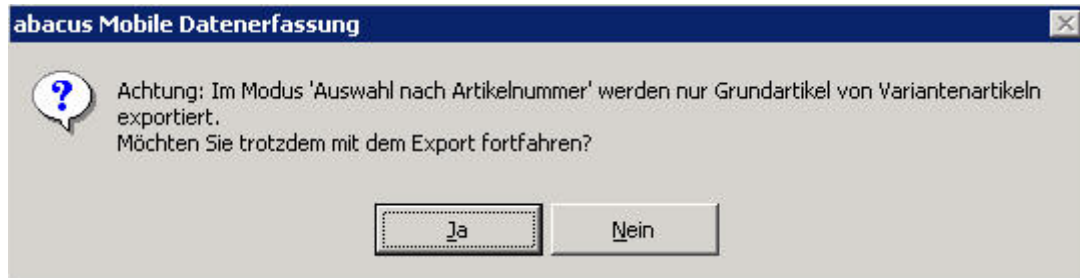 abacus Mobile Datenerfassung
Achtung: Im Modus 'Auswahl nach Artikelnummer' werden nur Grundartikel von Variantenartikeln
exportiert.
Möchten Sie trotzdem mit dem Export fortfahren?
Ja
Nein